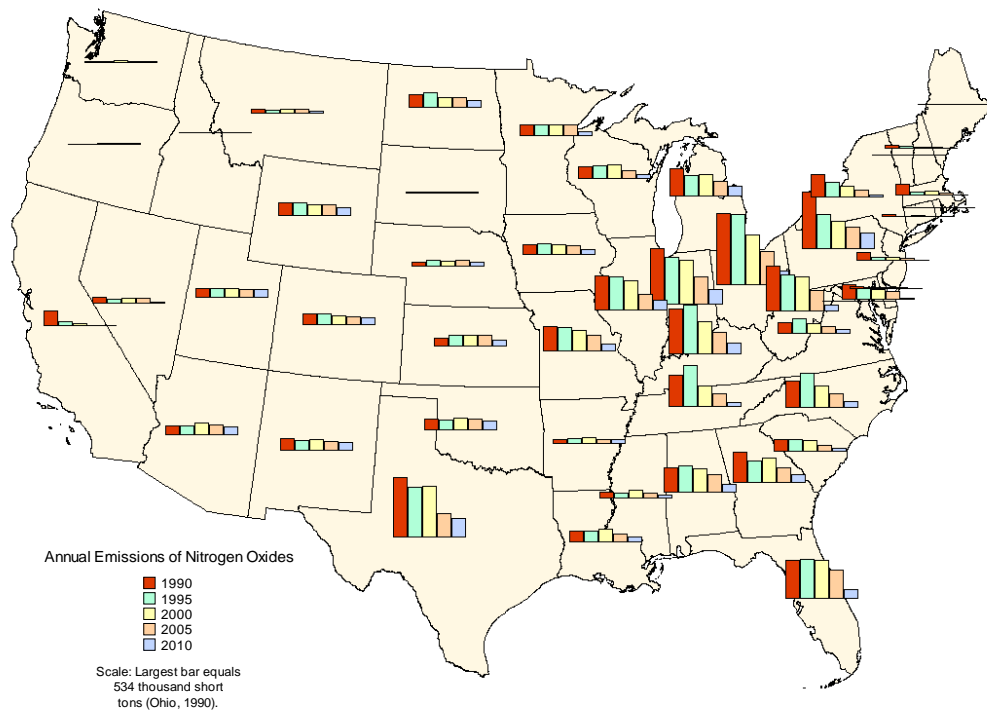 Annual Emissions of Nitrogen Oxides
1990
1995
2000
2005
2010
Scale: Largest bar equals
534 thousand short
tons (Ohio, 1990).